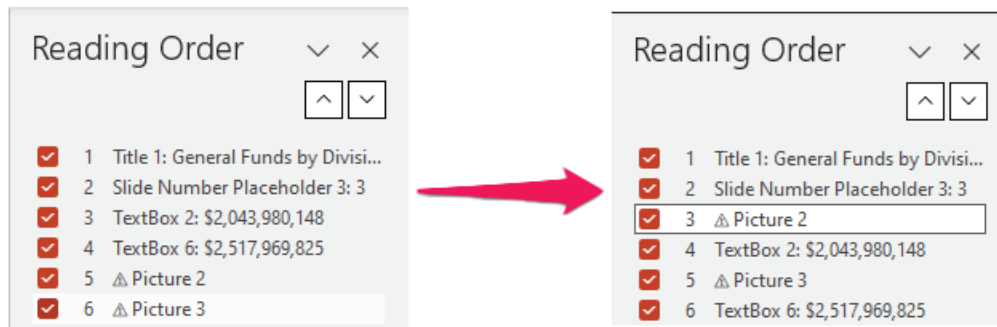 Reading Order
1 Title 1: General Funds by Divisi...
2 Slide Number Placeholder 3: 3
3 TextBox 2: $2,043,980,148
4 TextBox 6: $2,517,969,825
5 ⚠ Picture 2
6 ⚠ Picture 3
Reading Order
1 Title 1: General Funds by Divisi...
2 Slide Number Placeholder 3: 3
3 ⚠ Picture 2
4 TextBox 2: $2,043,980,148
5 ⚠ Picture 3
6 TextBox 6: $2,517,969,825